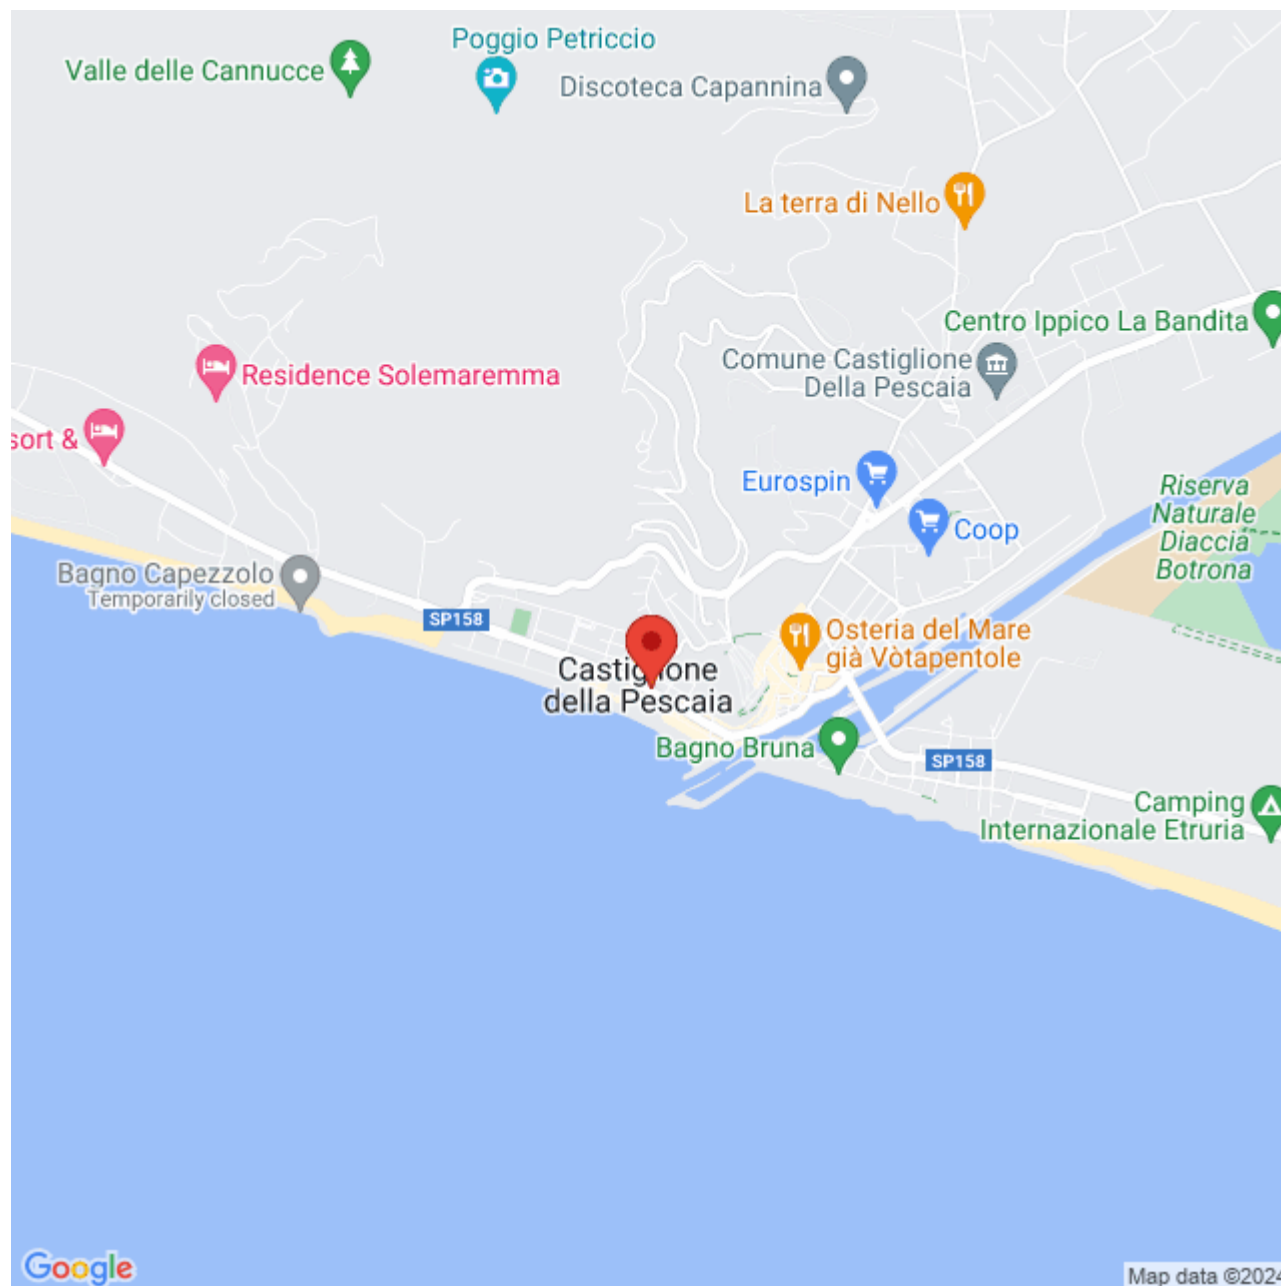 Poggio Petriccio
Valle delle Cannucce
Discoteca Capannina
La terra di Nello
Centro Ippico La Bandita
Comune Castiglione
Della Pescaia
Residence Solemaremma
sort &
Eurospin
Riserva
Naturale
Diaccia
Botrona
Coop
Bagno Capezzolo
Temporarily closed
SP158
Osteria del Mare
già Vòtapentole
Castiglione
della Pescaia
Bagno Bruna
SP158
Camping
Internazionale Etruria
Google
Map data ©2024